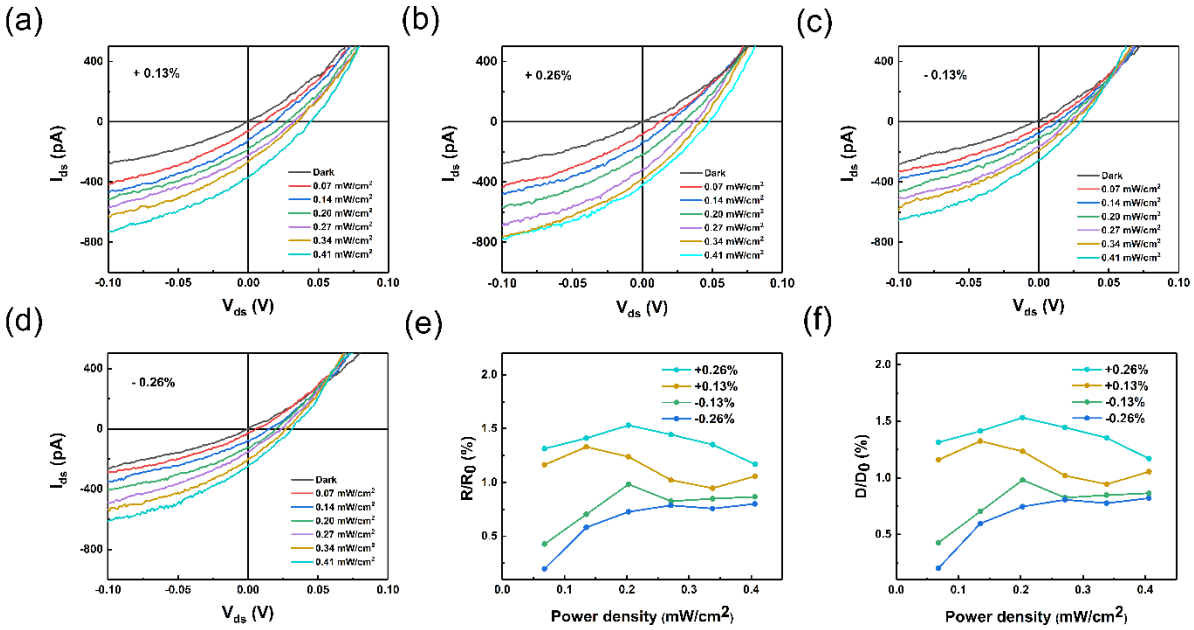 (a)
+ 0.13%
400
0
-400
-800
I_ds (pA)
Dark
0.07 mW/cm²
0.14 mW/cm²
0.20 mW/cm²
0.27 mW/cm²
0.34 mW/cm²
0.41 mW/cm²
-0.10 -0.05 0.00 0.05 0.10
V_ds (V)
(b)
+ 0.26%
400
0
-400
-800
I_ds (pA)
Dark
0.07 mW/cm²
0.14 mW/cm²
0.20 mW/cm²
0.27 mW/cm²
0.34 mW/cm²
0.41 mW/cm²
-0.10 -0.05 0.00 0.05 0.10
V_ds (V)
(c)
- 0.13%
400
0
-400
-800
I_ds (pA)
Dark
0.07 mW/cm²
0.14 mW/cm²
0.20 mW/cm²
0.27 mW/cm²
0.34 mW/cm²
0.41 mW/cm²
-0.10 -0.05 0.00 0.05 0.10
V_ds (V)
(d)
- 0.26%
400
0
-400
-800
I_ds (pA)
Dark
0.07 mW/cm²
0.14 mW/cm²
0.20 mW/cm²
0.27 mW/cm²
0.34 mW/cm²
0.41 mW/cm²
-0.10 -0.05 0.00 0.05 0.10
V_ds (V)
(e)
+0.26%
+0.13%
-0.13%
-0.26%
2.0
1.5
1.0
0.5
R/R₀ (%)
0.0 0.1 0.2 0.3 0.4
Power density (mW/cm²)
(f)
+0.26%
+0.13%
-0.13%
-0.26%
2.0
1.5
1.0
0.5
D/D₀ (%)
0.0 0.1 0.2 0.3 0.4
Power density (mW/cm²)